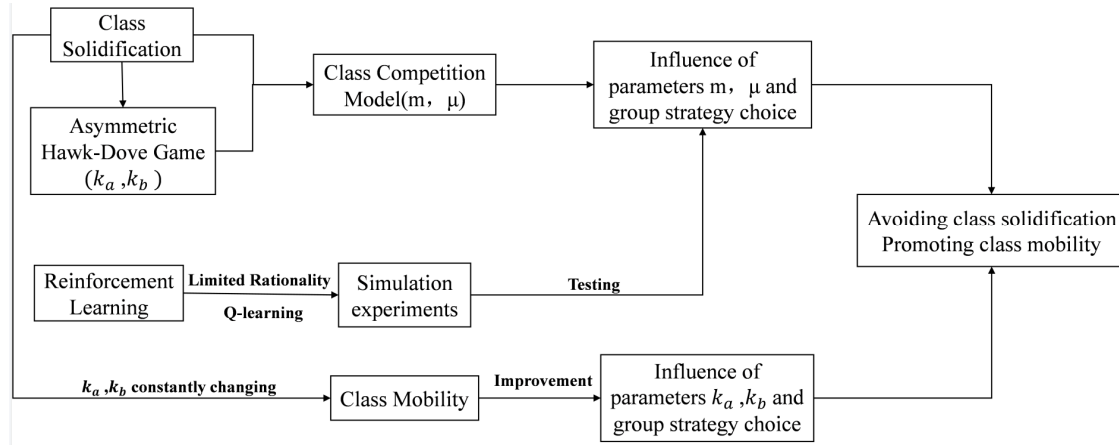 Class
Solidification
Asymmetric
Hawk-Dove Game
(k_a ,k_b )
Class Competition
Model(m，μ)
Influence of
parameters m，μ and
group strategy choice
Avoiding class solidification
Promoting class mobility
Reinforcement
Learning
Limited Rationality
Q-learning
Simulation
experiments
Testing
k_a ,k_b constantly changing
Class Mobility
Improvement
Influence of
parameters k_a ,k_b and
group strategy choice